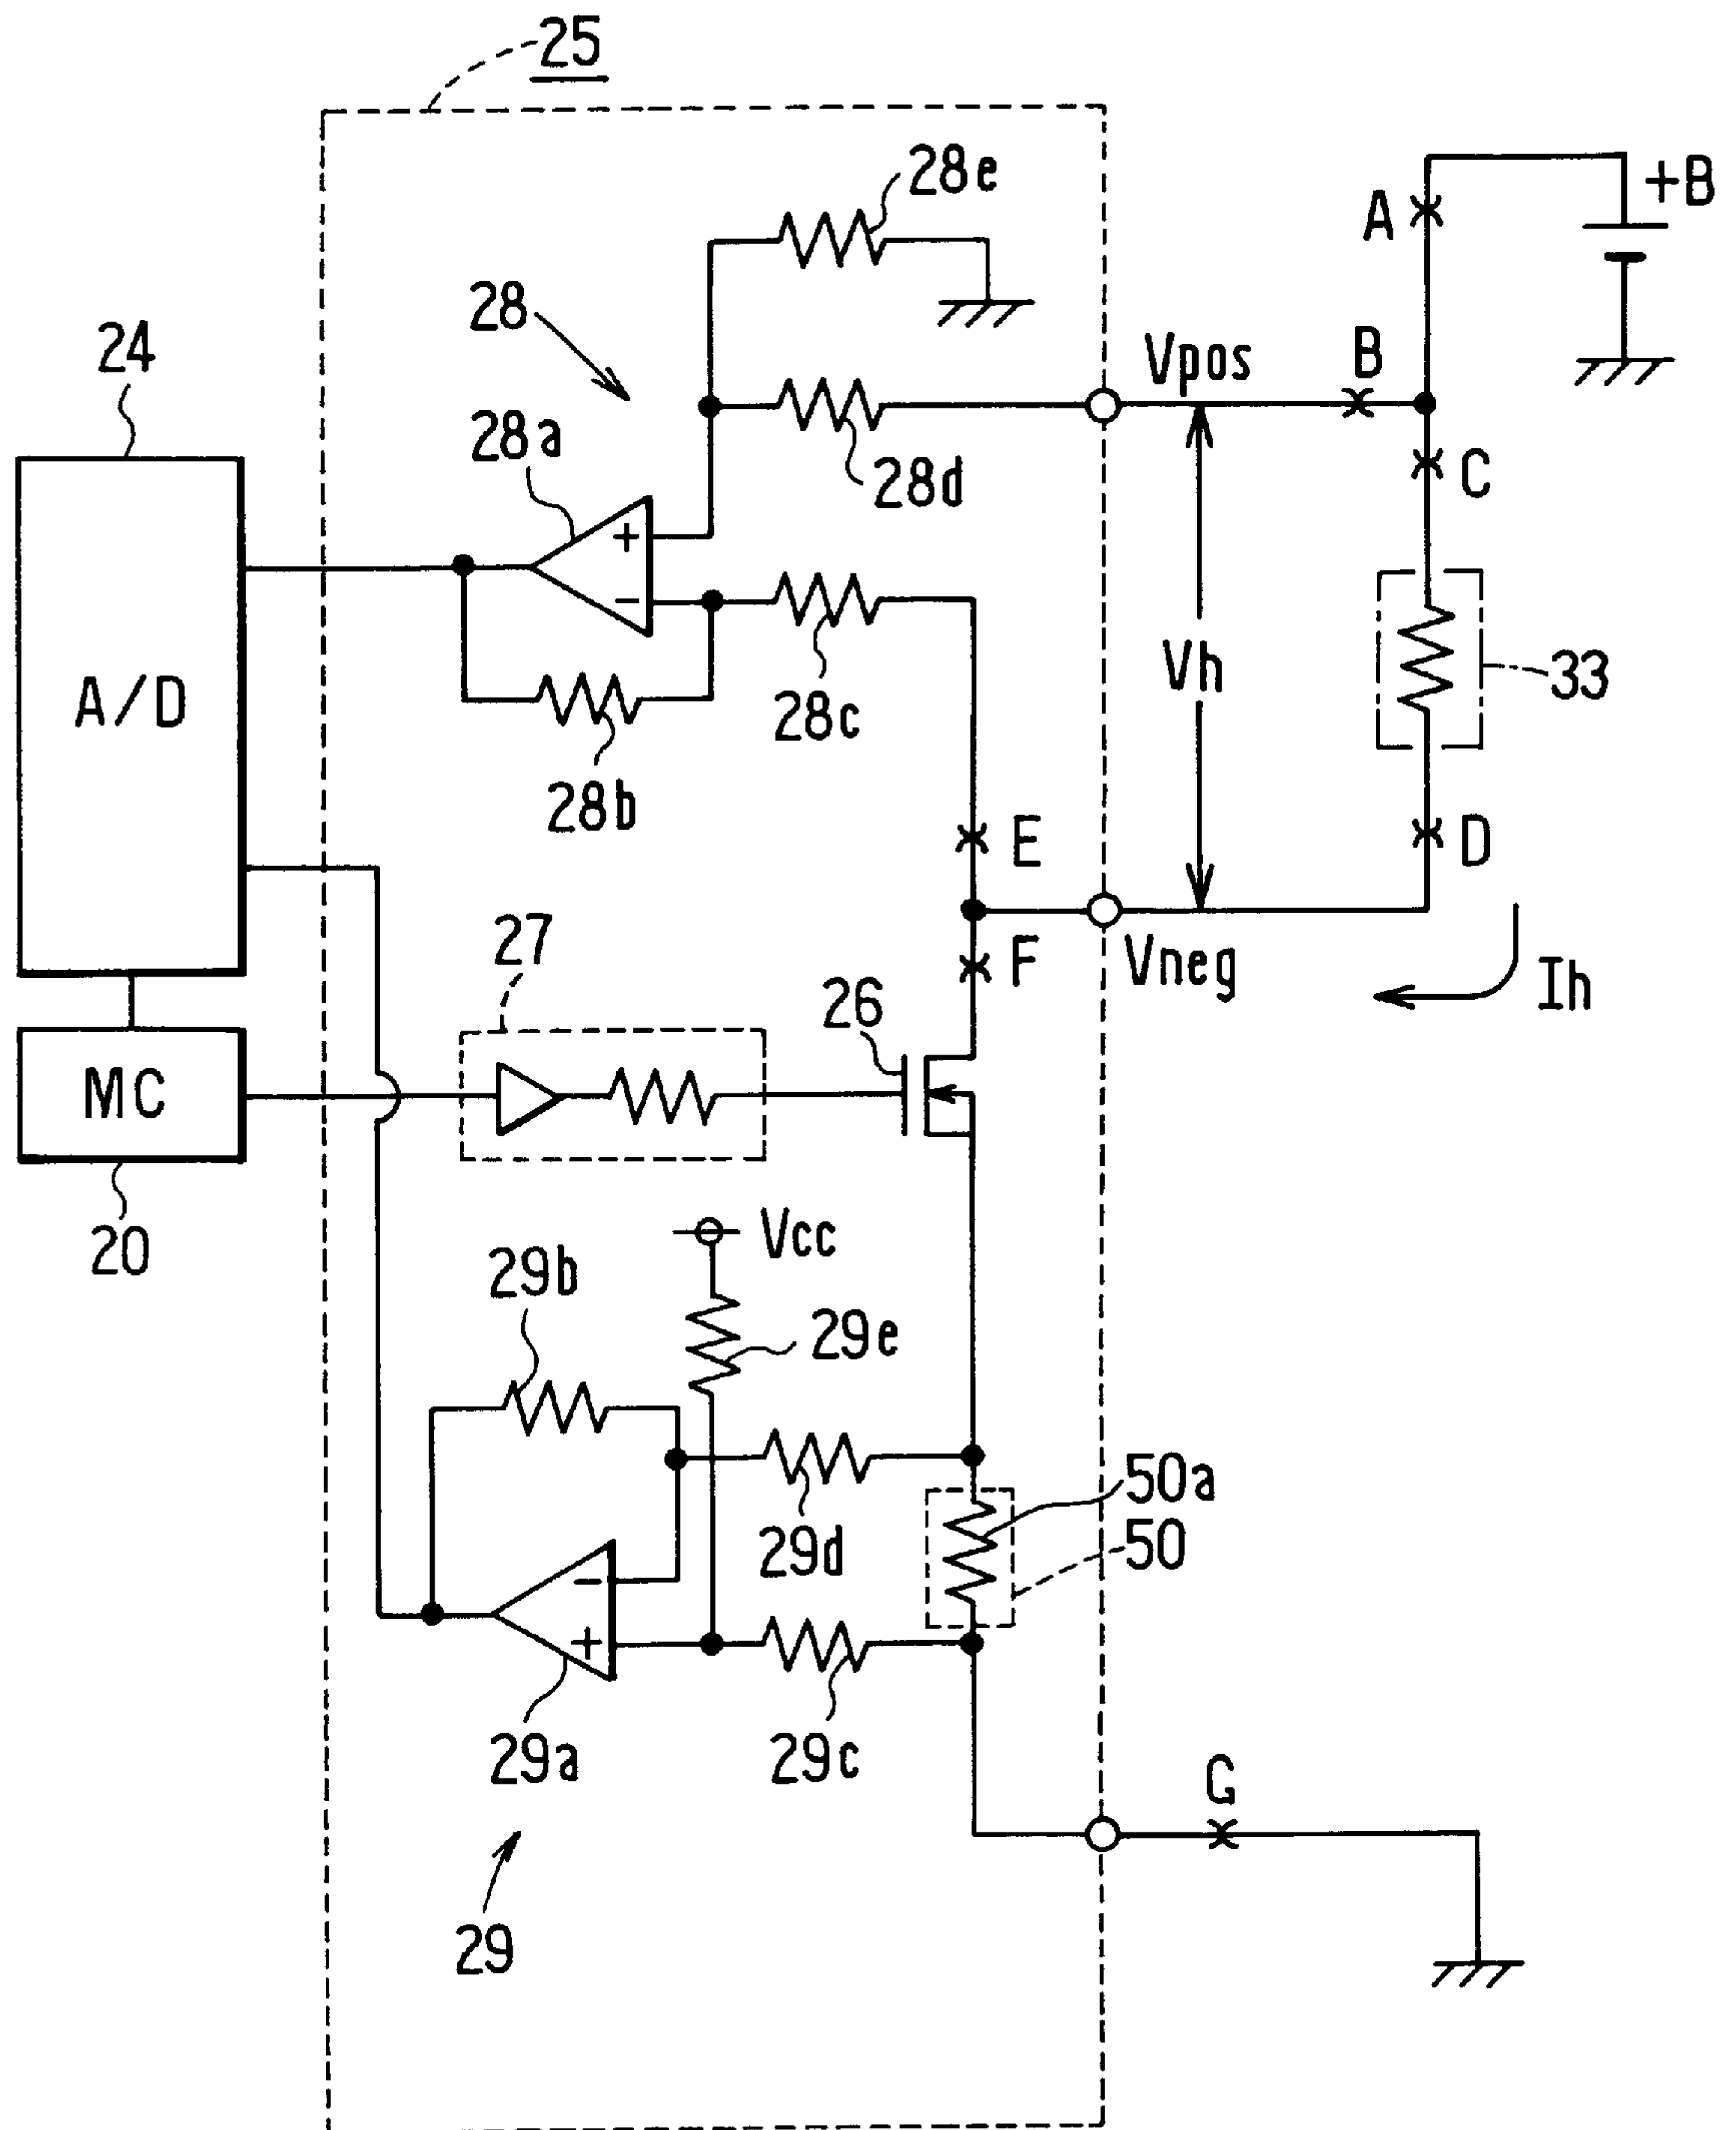 25
28e
+B
A
28
24
Vpos
B
28a
28d
C
+
−
A/D
Vh
33
28c
28b
E
D
27
F
Vneg
26
Ih
MC
20
Vcc
29b
29e
50a
29d
50
−
+
29a
29c
G
29